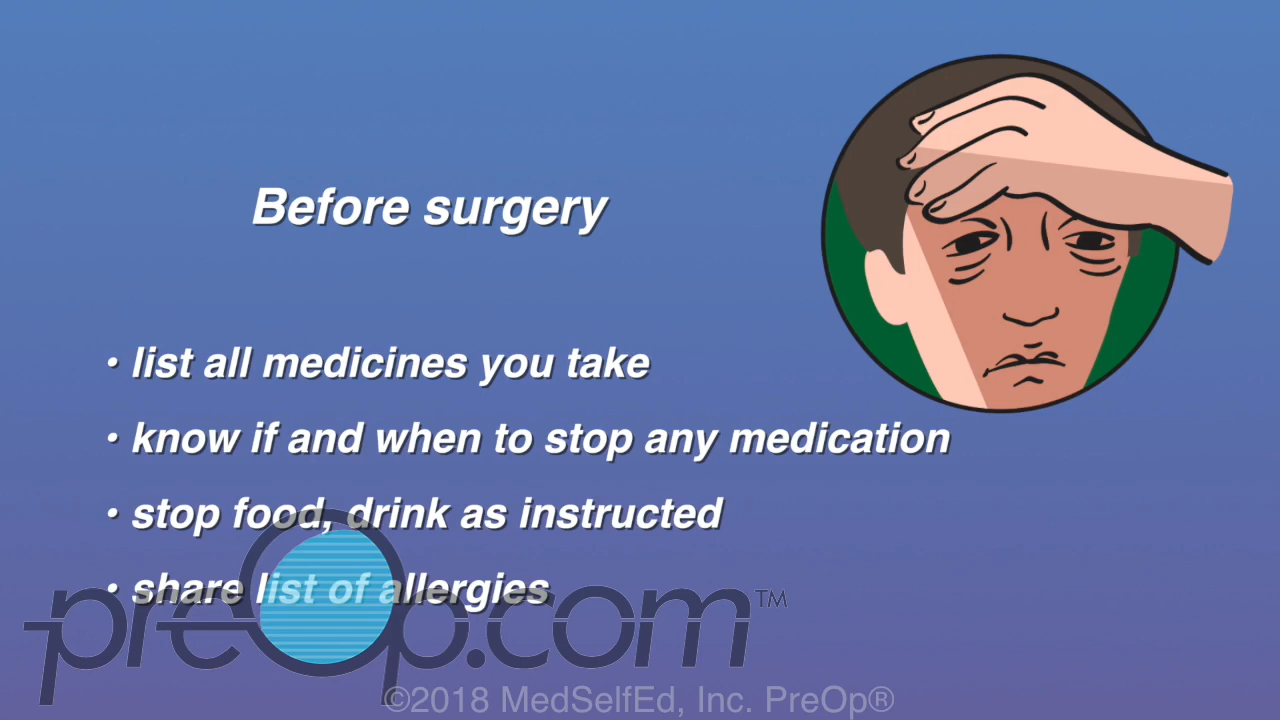 Before surgery
• list all medicines you take
• know if and when to stop any medication
• stop food, drink as instructed
• share list of allergies
preOp.com™
©2018 MedSelfEd, Inc. PreOp®